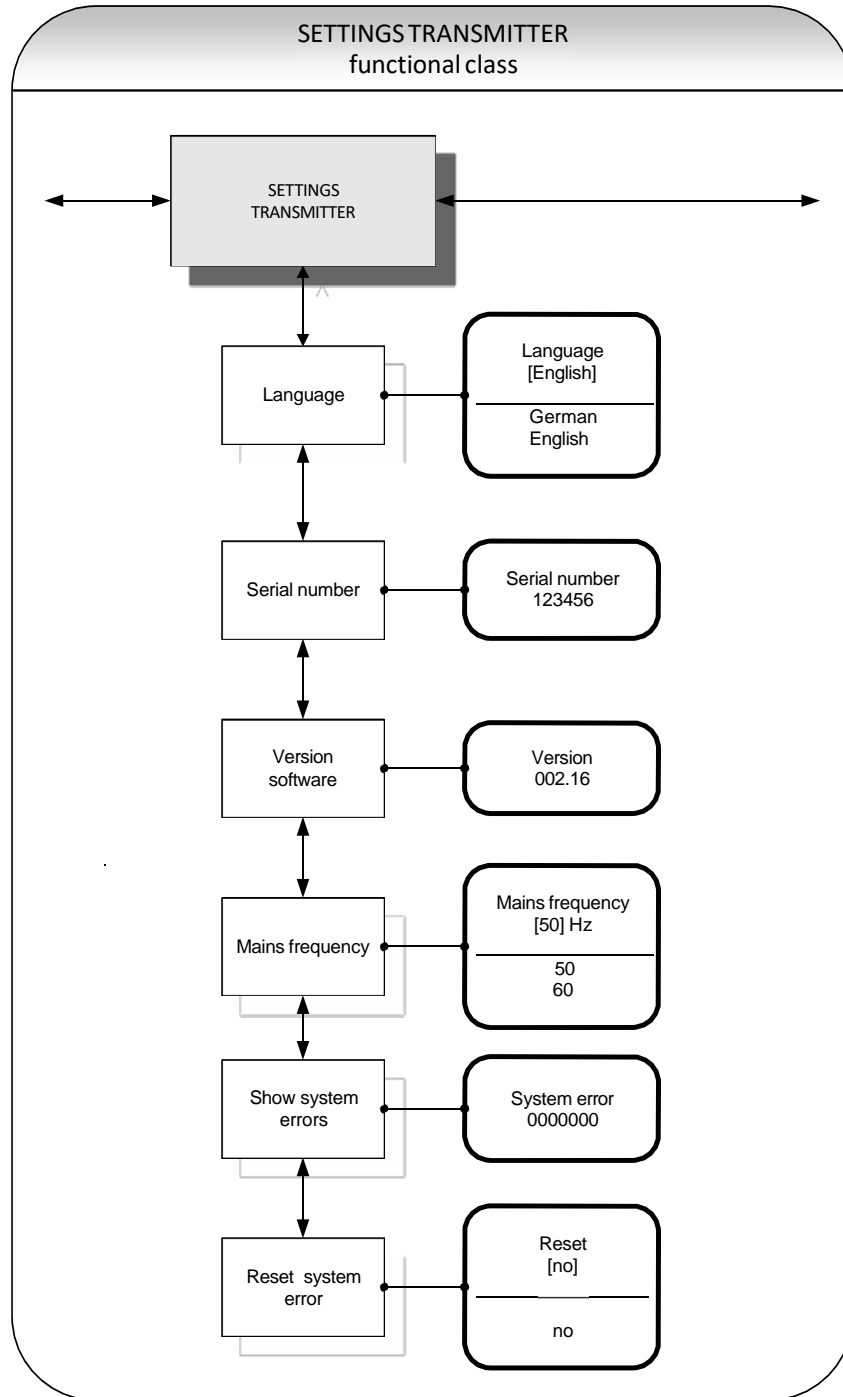 SETTINGS TRANSMITTER
functional class
SETTINGS
TRANSMITTER
Language
Language
[English]
German
English
Serial number
Serial number
123456
Version
software
Version
002.16
Mains frequency
Mains frequency
[50] Hz
50
60
Show system
errors
System error
0000000
Reset system
error
Reset
[no]
no